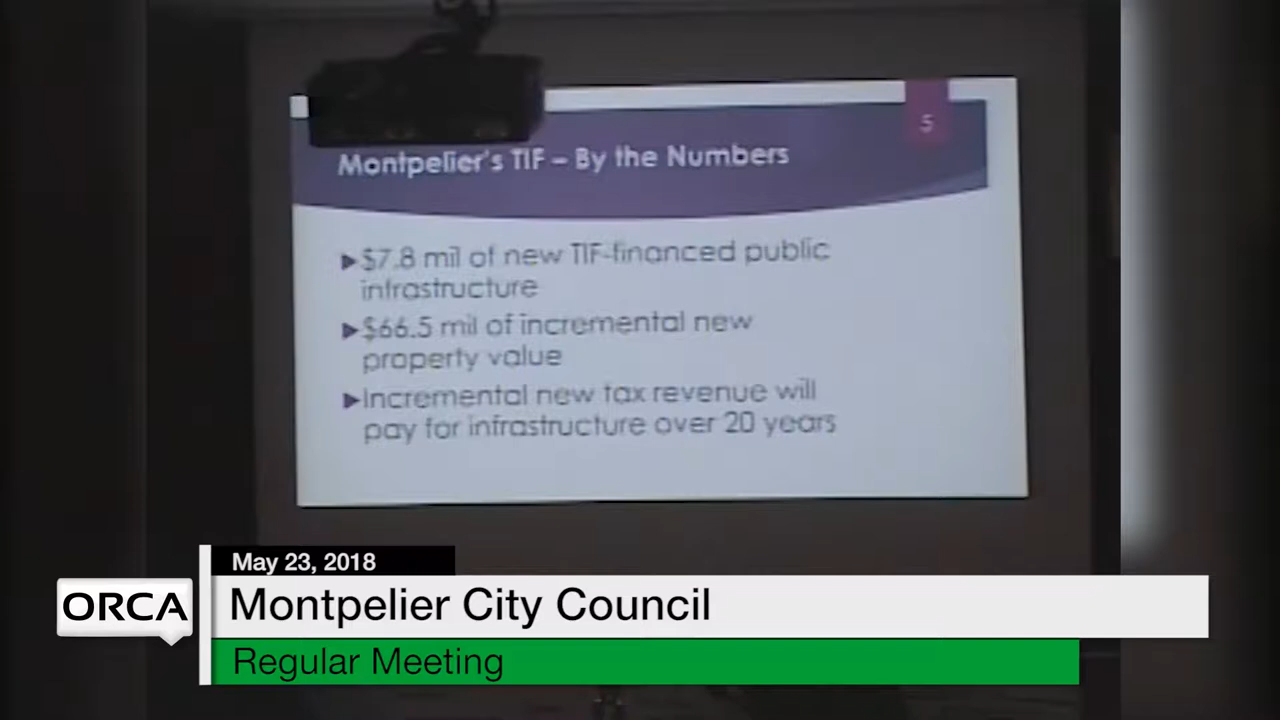 5
Montpelier's TIF – By the Numbers
▶$7.8 mil of new TIF-financed public
infrastructure
▶$66.5 mil of incremental new
property value
▶Incremental new tax revenue will
pay for infrastructure over 20 years
May 23, 2018
ORCA
Montpelier City Council
Regular Meeting